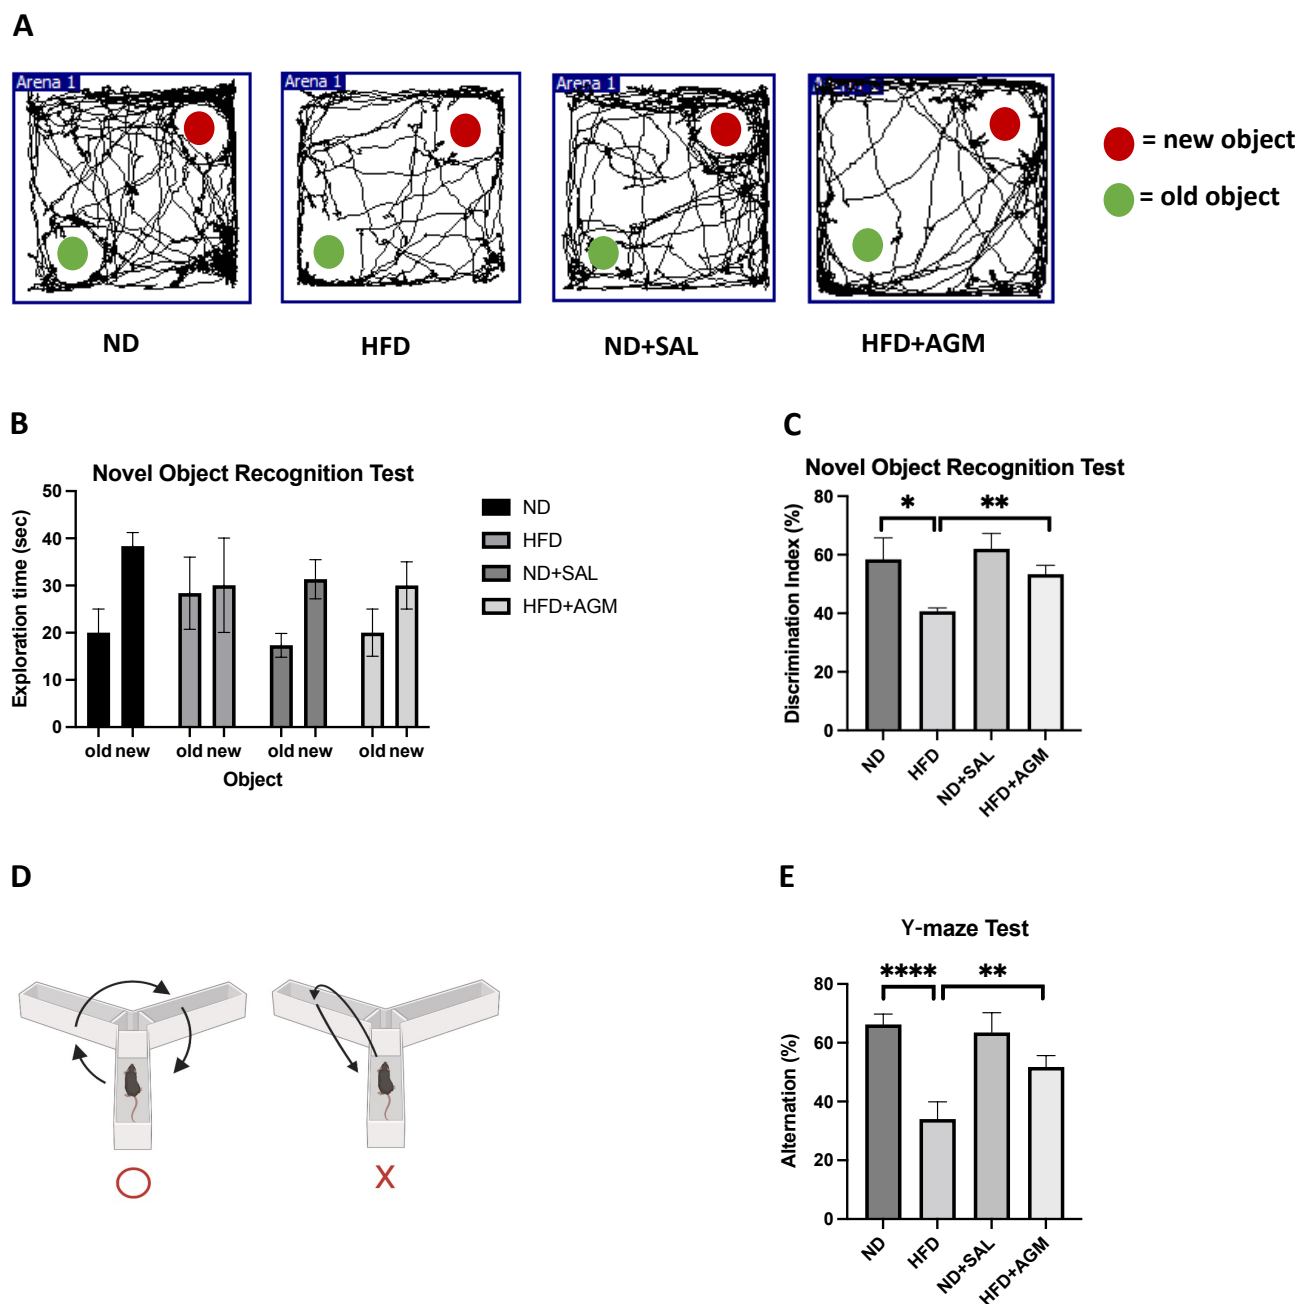 A
Arena 1
Arena 1
Arena 1
Arena 1
= new object
= old object
ND
HFD
ND+SAL
HFD+AGM
B
Novel Object Recognition Test
Exploration time (sec)
50
40
30
20
10
0
old new
old new
old new
old new
Object
ND
HFD
ND+SAL
HFD+AGM
C
Novel Object Recognition Test
Discrimination Index (%)
80
60
40
20
0
*
**
ND
HFD
ND+SAL
HFD+AGM
D
X
E
Y-maze Test
Alternation (%)
80
60
40
20
0
****
**
ND
HFD
ND+SAL
HFD+AGM